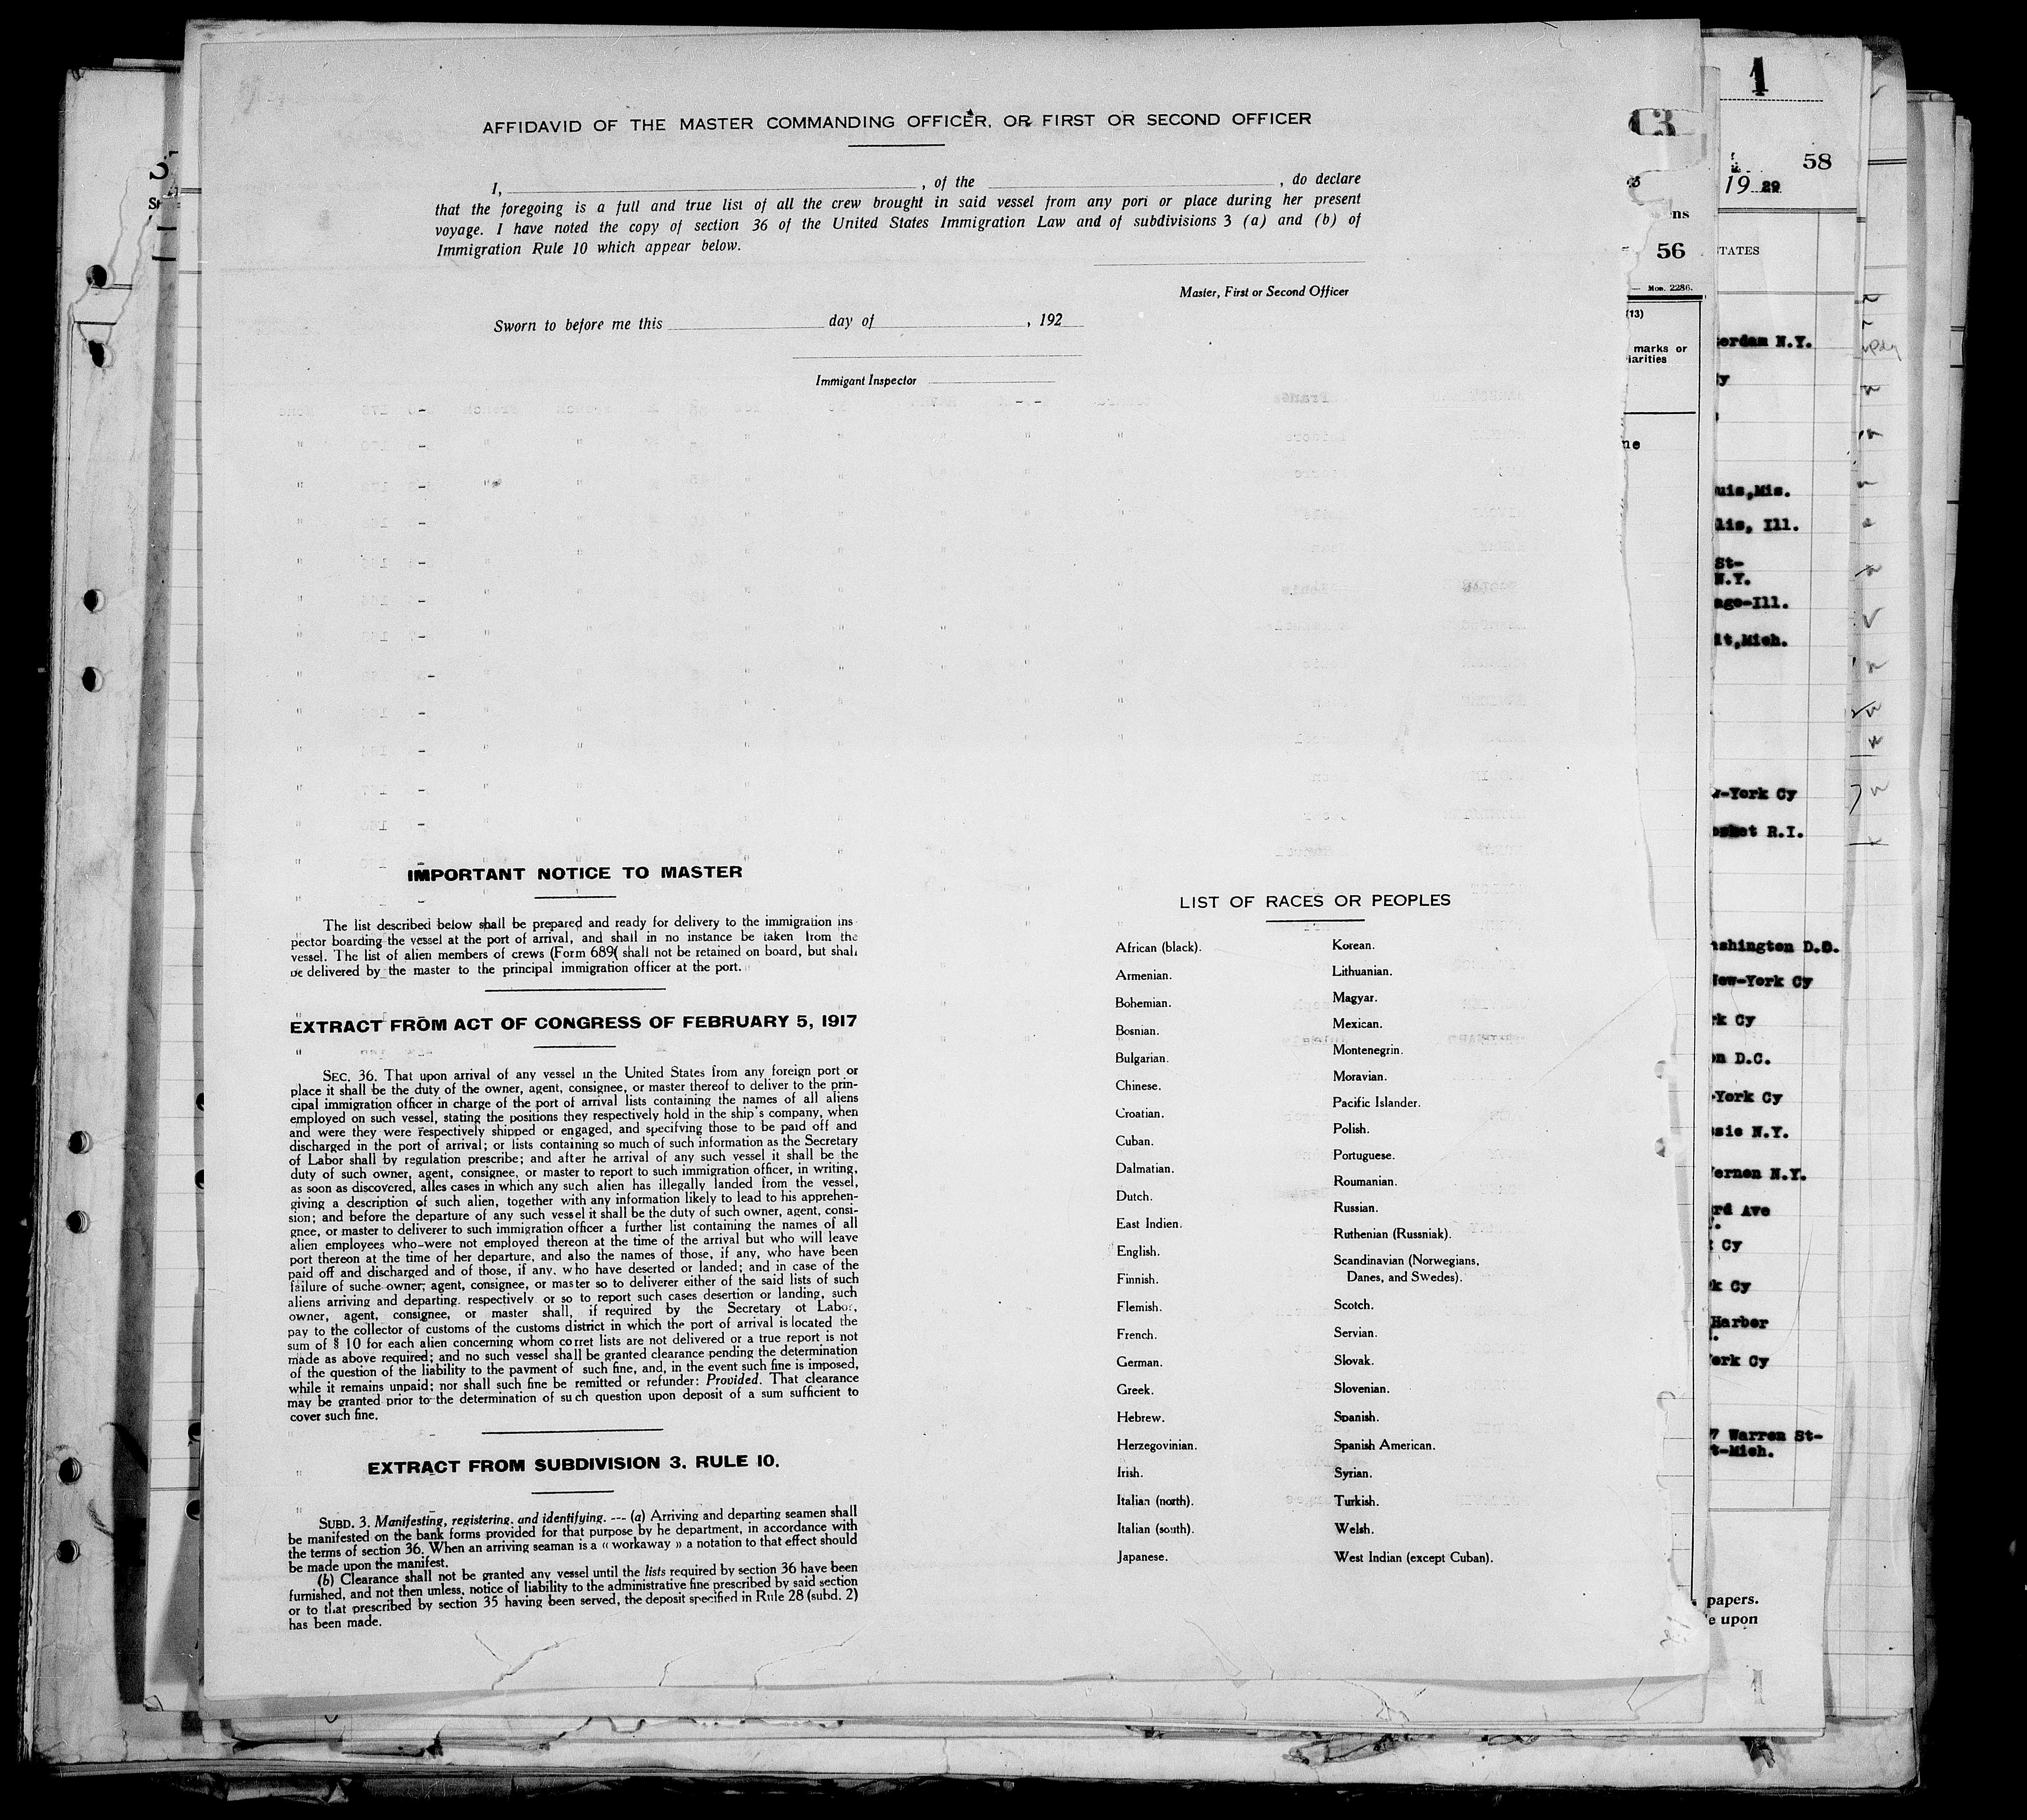 AFFIDAVID OF THE MASTER COMMANDING OFFICER, OR FIRST OR SECOND OFFICER
I, , of the , do declare
that the foregoing is a full and true list of all the crew brought in said vessel from any pori or place during her present
voyage. I have noted the copy of section 36 of the United States Immigration Law and of subdivisions 3 (a) and (b) of
Immigration Rule 10 which appear below.
Master, First or Second Officer
Sworn to before me this day of , 192
Immigant Inspector
IMPORTANT NOTICE TO MASTER
The list described below shall be prepared and ready for delivery to the immigration ins
pector boarding the vessel at the port of arrival, and shall in no instance be taken from the
vessel. The list of alien members of crews (Form 689( shall not be retained on board, but shall
be delivered by the master to the principal immigration officer at the port.
EXTRACT FROM ACT OF CONGRESS OF FEBRUARY 5, 1917
SEC. 36. That upon arrival of any vessel in the United States from any foreign port or
place it shall be the duty of the owner, agent, consignee, or master thereof to deliver to the prin-
cipal immigration officer in charge of the port of arrival lists containing the names of all aliens
employed on such vessel, stating the positions they respectively hold in the ship's company, when
and were they were respectively shipped or engaged, and specifying those to be paid off and
discharged in the port of arrival; or lists containing so much of such information as the Secretary
of Labor shall by regulation prescribe; and after he arrival of any such vessel it shall be the
duty of such owner, agent, consignee, or master to report to such immigration officer, in writing,
as soon as discovered, alles cases in which any such alien has illegally landed from the vessel,
giving a description of such alien, together with any information likely to lead to his apprehen-
sion; and before the departure of any such vessel it shall be the duty of such owner, agent, consi-
gnee, or master to deliverer to such immigration officer a further list containing the names of all
alien employees who-were not employed thereon at the time of the arrival but who will leave
port thereon at the time of her departure, and also the names of those, if any, who have been
paid off and discharged and of those, if any. who have deserted or landed; and in case of the
failure of suche owner; agent, consignee, or master so to deliverer either of the said lists of such
aliens arriving and departing. respectively or so to report such cases desertion or landing, such
owner, agent, consignee, or master shall, if required by the Secretary ot Labor,
pay to the collector of customs of the customs district in which the port of arrival is located the
sum of $ 10 for each alien concerning whom corret lists are not delivered or a true report is not
made as above required; and no such vessel shall be granted clearance pending the determination
of the question of the liability to the payment of such fine, and, in the event such fine is imposed,
while it remains unpaid; nor shall such fine be remitted or refunder: Provided. That clearance
may be granted prior to the determination of such question upon deposit of a sum sufficient to
cover such fine.
EXTRACT FROM SUBDIVISION 3, RULE 10.
SUBD. 3. Manifesting, registering, and identifying. --- (a) Arriving and departing seamen shall
be manifested on the bank forms provided for that purpose by he department, in accordance with
the terms of section 36. When an arriving seaman is a « workaway » a notation to that effect should
be made upon the manifest.
(b) Clearance shall not be granted any vessel until the lists required by section 36 have been
furnished, and not then unless, notice of liability to the administrative fine prescribed by said section
or to that prescribed by section 35 having been served, the deposit specified in Rule 28 (subd. 2)
has been made.
LIST OF RACES OR PEOPLES
African (black).
Armenian.
Bohemian.
Bosnian.
Bulgarian.
Chinese.
Croatian.
Cuban.
Dalmatian.
Dutch.
East Indien.
English.
Finnish.
Flemish.
French.
German.
Greek.
Hebrew.
Herzegovinian.
Irish.
Italian (north).
Italian (south).
Japanese.
Korean.
Lithuanian.
Magyar.
Mexican.
Montenegrin.
Moravian.
Pacific Islander.
Polish.
Portuguese.
Roumanian.
Russian.
Ruthenian (Russniak).
Scandinavian (Norwegians,
Danes, and Swedes).
Scotch.
Servian.
Slovak.
Slovenian.
Spanish.
Spanish American.
Syrian.
Turkish.
Welsh.
West Indian (except Cuban).
13
56
Mom. 2286.
(13)
marks or
1
58
19 29
N.Y.
Ill.
N.Y.
-Ill.
Mich.
-York Cy
R.I.
D.C.
New-York Cy
Cy
D.C.
-York Cy
N.Y.
N.Y.
Ave
Cy
Cy
Harbor
Cy
7 Warren St-
-Mich.
papers.
upon
1